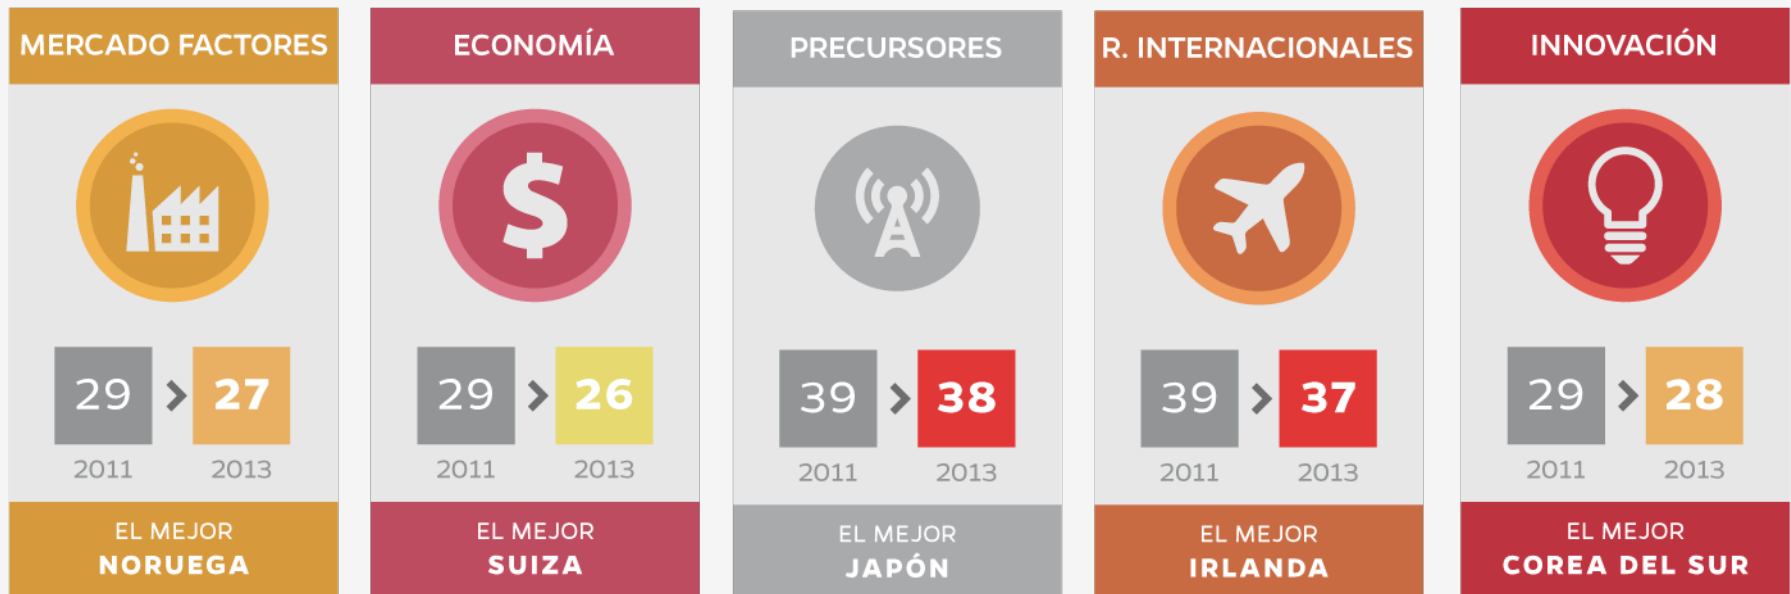 MERCADO FACTORES
29 > 27
2011 2013
EL MEJOR
NORUEGA
ECONOMÍA
$
29 > 26
2011 2013
EL MEJOR
SUIZA
PRECURSORES
39 > 38
2011 2013
EL MEJOR
JAPÓN
R. INTERNACIONALES
39 > 37
2011 2013
EL MEJOR
IRLANDA
INNOVACIÓN
29 > 28
2011 2013
EL MEJOR
COREA DEL SUR